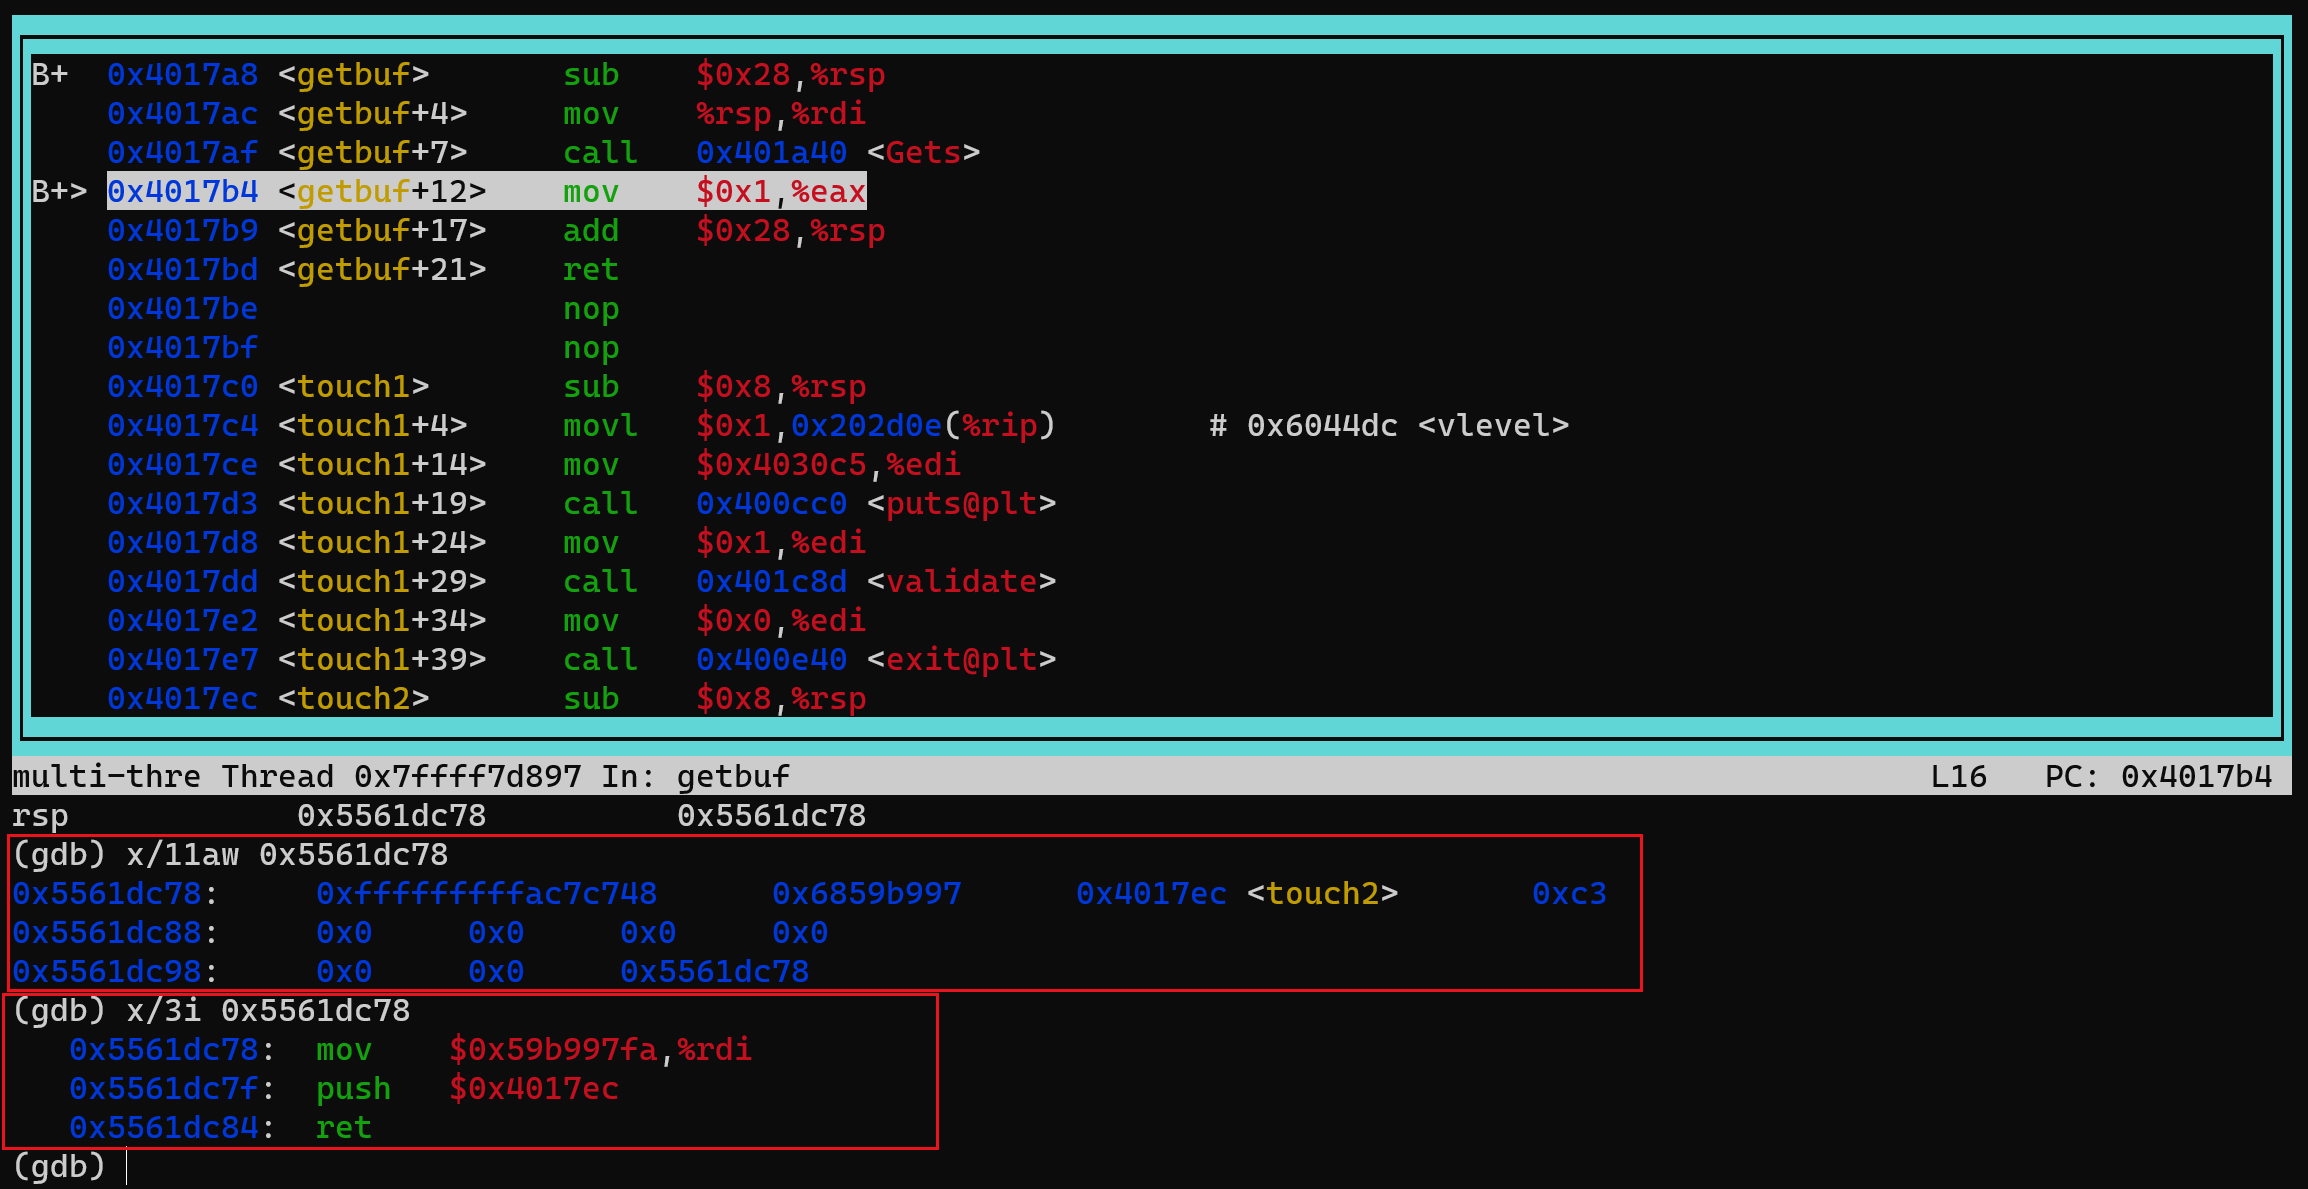 B+  0x4017a8 <getbuf>       sub    $0x28,%rsp
    0x4017ac <getbuf+4>     mov    %rsp,%rdi
    0x4017af <getbuf+7>     call   0x401a40 <Gets>
B+> 0x4017b4 <getbuf+12>    mov    $0x1,%eax
    0x4017b9 <getbuf+17>    add    $0x28,%rsp
    0x4017bd <getbuf+21>    ret
    0x4017be                nop
    0x4017bf                nop
    0x4017c0 <touch1>       sub    $0x8,%rsp
    0x4017c4 <touch1+4>     movl   $0x1,0x202d0e(%rip)        # 0x6044dc <vlevel>
    0x4017ce <touch1+14>    mov    $0x4030c5,%edi
    0x4017d3 <touch1+19>    call   0x400cc0 <puts@plt>
    0x4017d8 <touch1+24>    mov    $0x1,%edi
    0x4017dd <touch1+29>    call   0x401c8d <validate>
    0x4017e2 <touch1+34>    mov    $0x0,%edi
    0x4017e7 <touch1+39>    call   0x400e40 <exit@plt>
    0x4017ec <touch2>       sub    $0x8,%rsp
multi-thre Thread 0x7ffff7d897 In: getbuf    L16   PC: 0x4017b4
rsp            0x5561dc78          0x5561dc78
(gdb) x/11aw 0x5561dc78
0x5561dc78:     0xfffffffffac7c748      0x6859b997      0x4017ec <touch2>       0xc3
0x5561dc88:     0x0     0x0     0x0     0x0
0x5561dc98:     0x0     0x0     0x5561dc78
(gdb) x/3i 0x5561dc78
   0x5561dc78:  mov    $0x59b997fa,%rdi
   0x5561dc7f:  push   $0x4017ec
   0x5561dc84:  ret
(gdb)